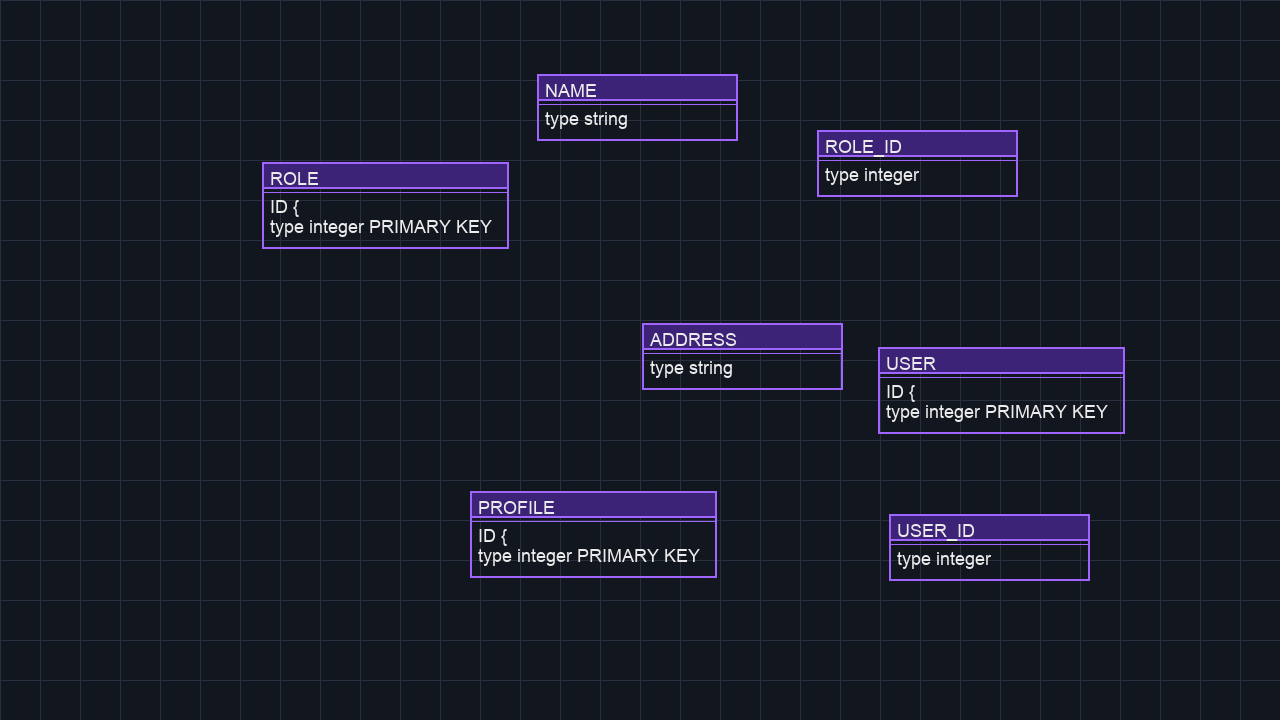 NAME
type string
ROLE_ID
type integer
ROLE
ID {
type integer PRIMARY KEY
ADDRESS
type string
USER
ID {
type integer PRIMARY KEY
PROFILE
ID {
type integer PRIMARY KEY
USER_ID
type integer